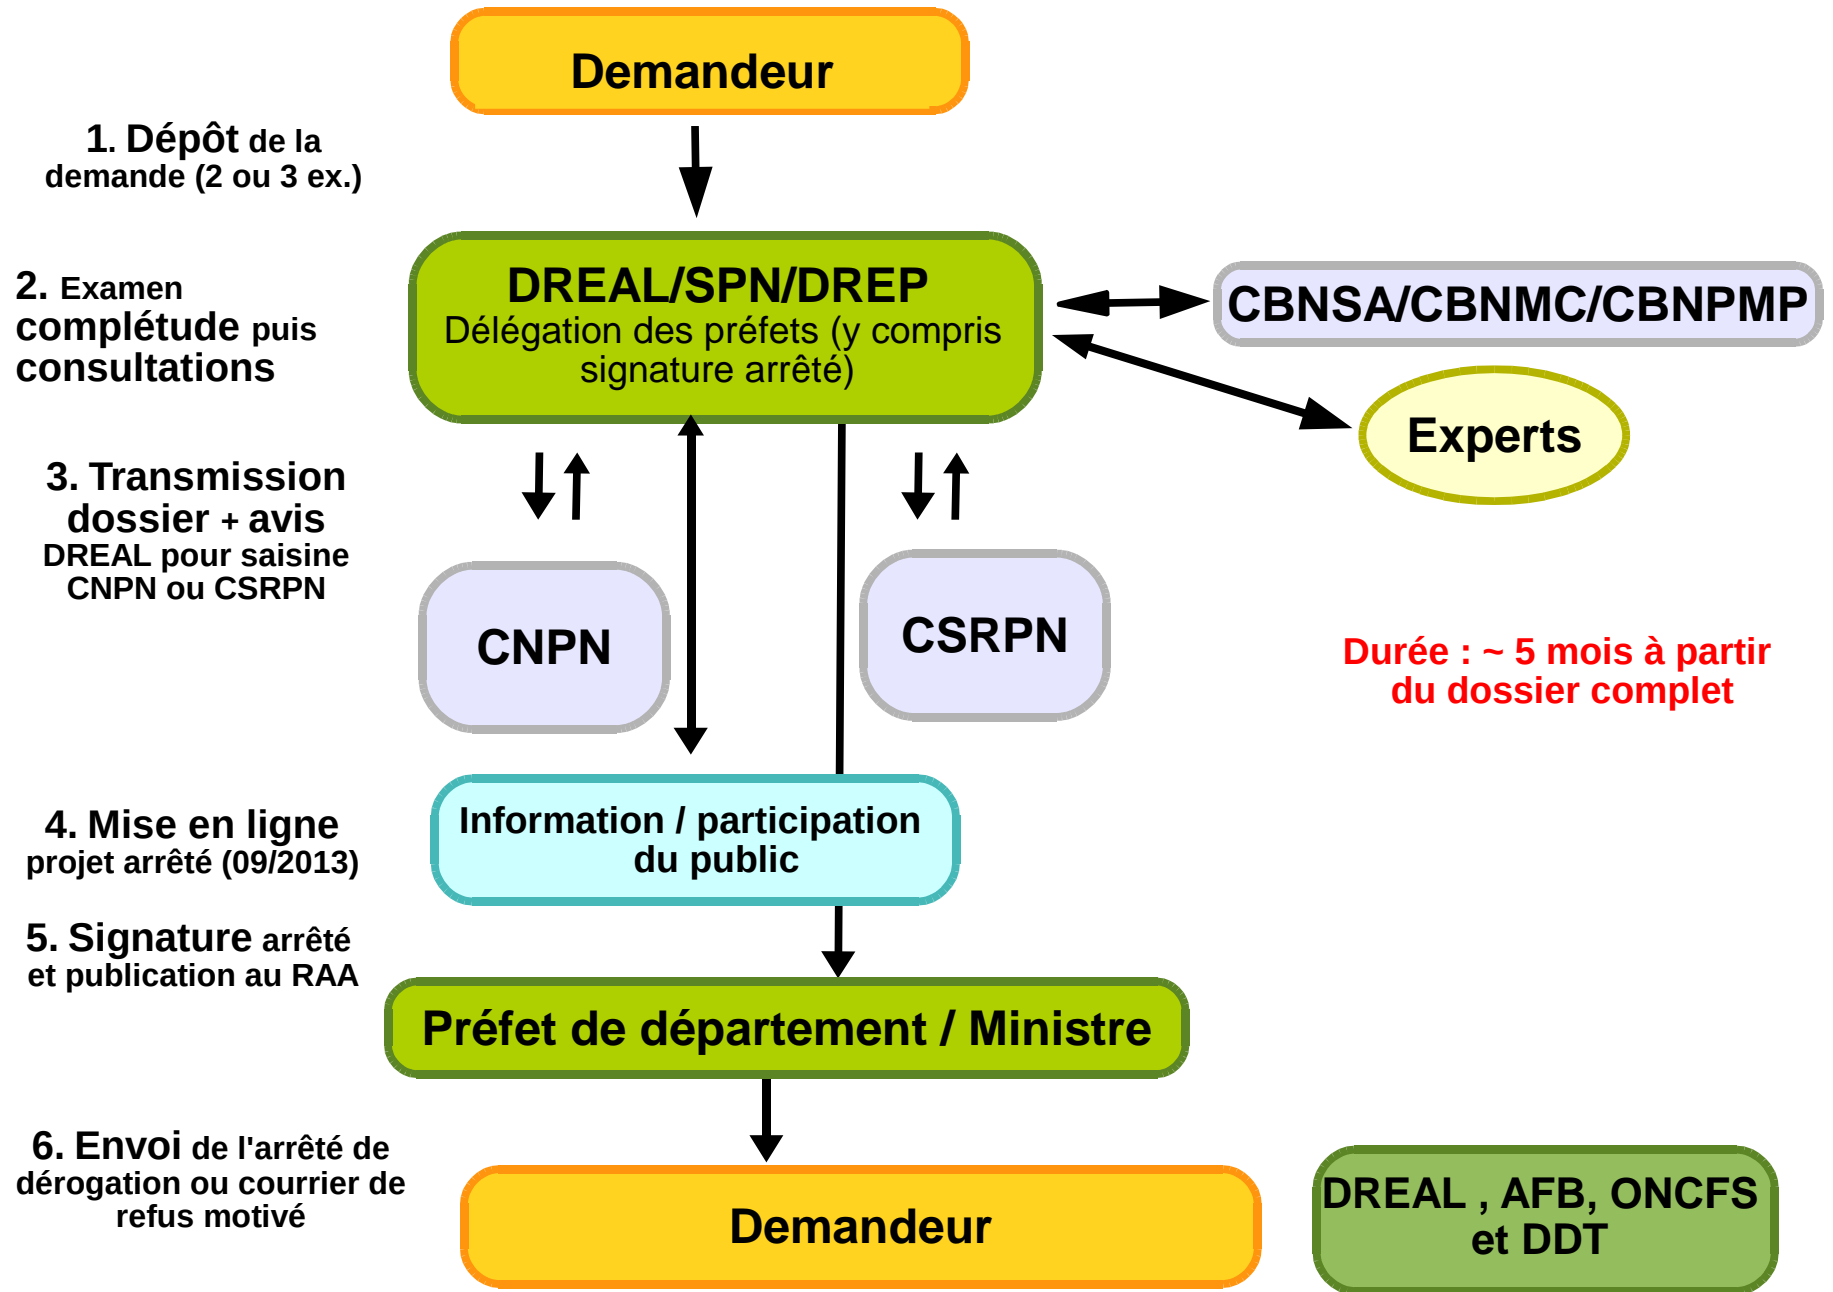 Demandeur
1. Dépôt de la
demande (2 ou 3 ex.)
2. Examen
complétude puis
consultations
DREAL/SPN/DREP
Délégation des préfets (y compris
signature arrêté)
CBNSA/CBNMC/CBNPMP
Experts
3. Transmission
dossier + avis
DREAL pour saisine
CNPN ou CSRPN
CNPN
CSRPN
Durée : ~ 5 mois à partir
du dossier complet
4. Mise en ligne
projet arrêté (09/2013)
Information / participation
du public
5. Signature arrêté
et publication au RAA
Préfet de département / Ministre
6. Envoi de l'arrêté de
dérogation ou courrier de
refus motivé
Demandeur
DREAL , AFB, ONCFS
et DDT